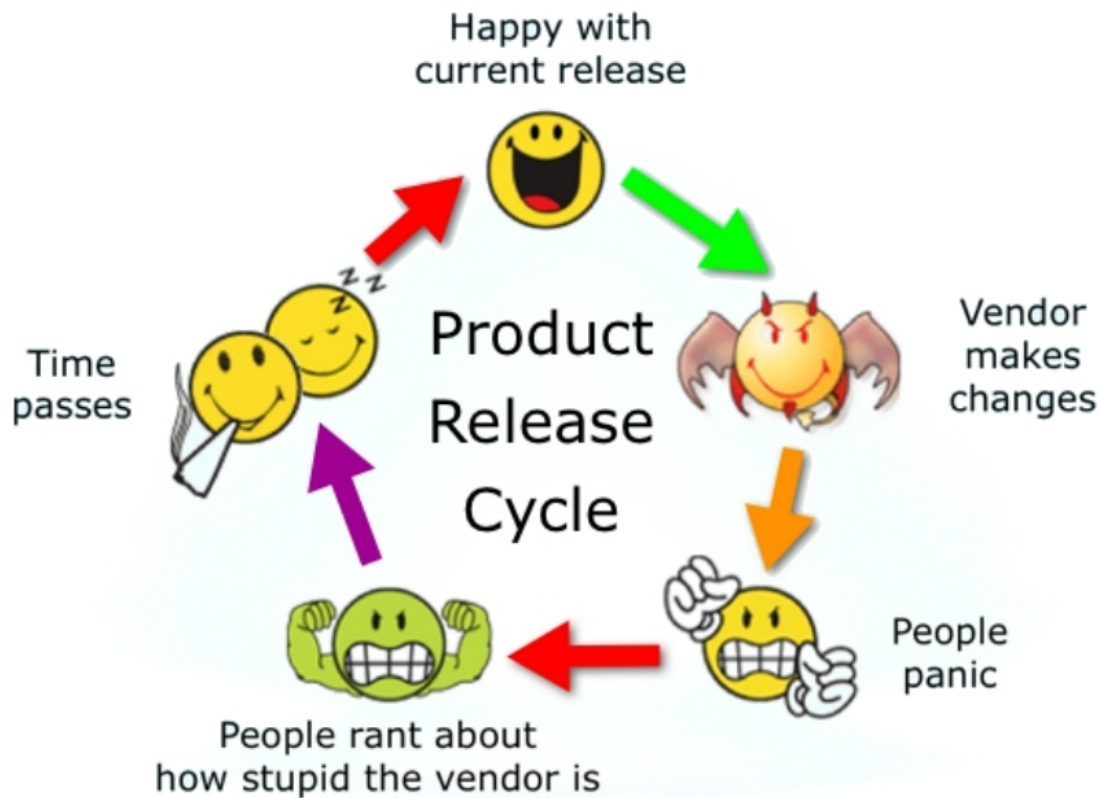 Happy with
current release
Product
Release
Cycle
Vendor
makes
changes
People
panic
People rant about
how stupid the vendor is
Time
passes
z
z
z